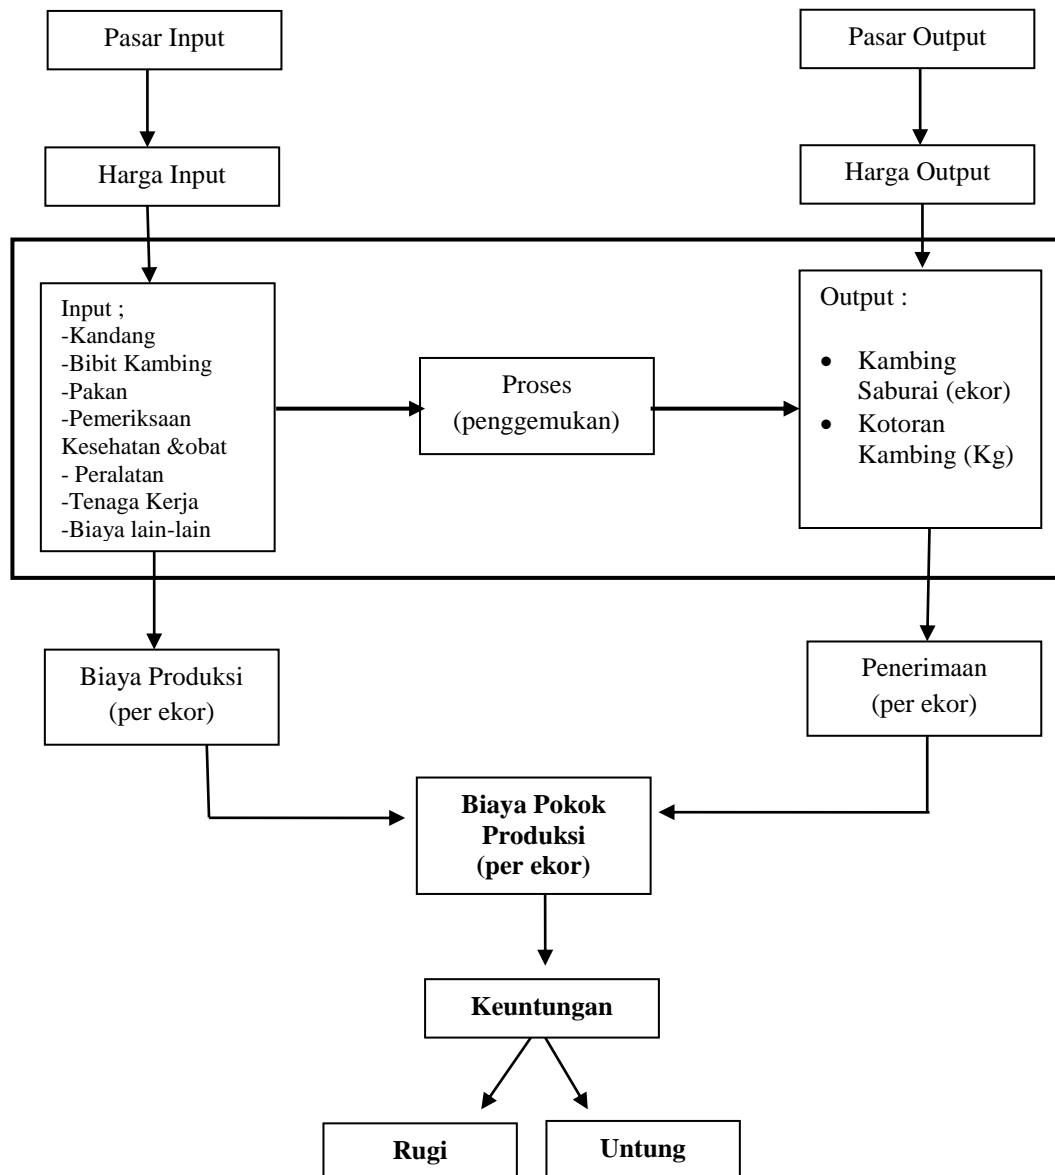 Pasar Input
Pasar Output
Harga Input
Harga Output
Input ;
-Kandang
-Bibit Kambing
-Pakan
-Pemeriksaan
Kesehatan &obat
- Peralatan
-Tenaga Kerja
-Biaya lain-lain
Proses
(penggemukan)
Output :
• Kambing
Saburai (ekor)
• Kotoran
Kambing (Kg)
Biaya Produksi
(per ekor)
Penerimaan
(per ekor)
Biaya Pokok
Produksi
(per ekor)
Keuntungan
Rugi
Untung